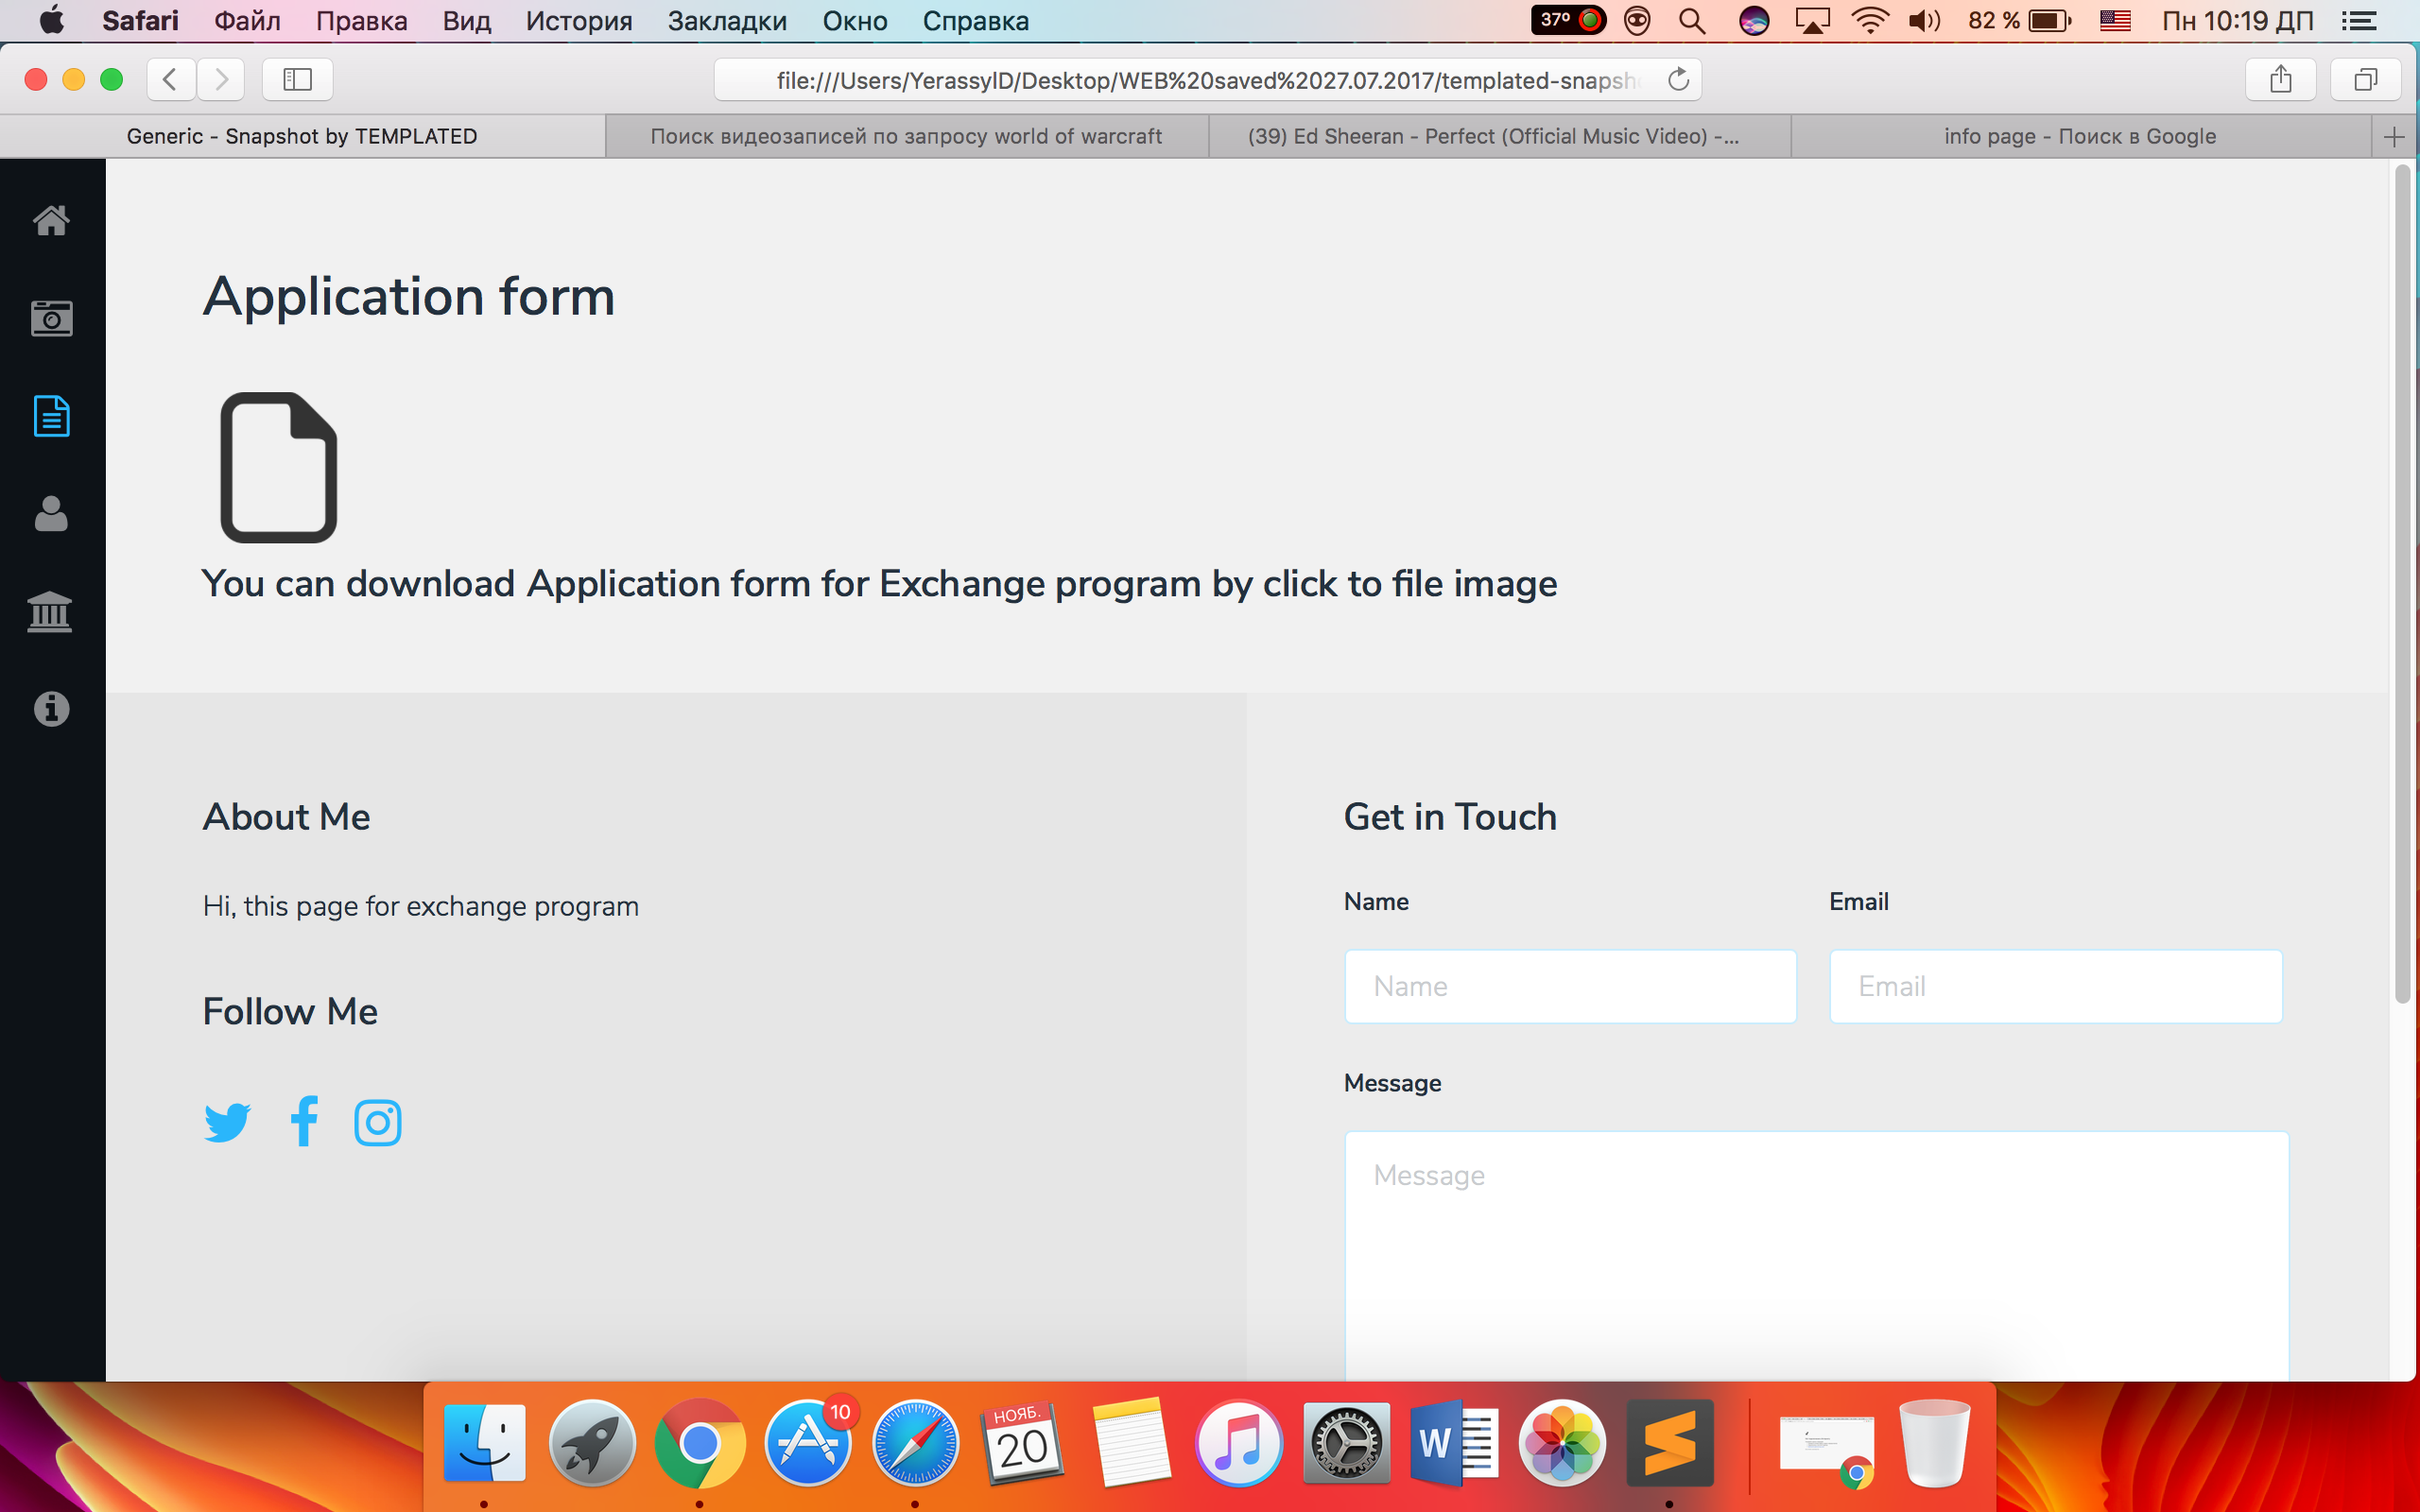 Safari Файл Правка Вид История Закладки Окно Справка 37° 82 % Пн 10:19 ДП
file:///Users/YerassylD/Desktop/WEB%20saved%2027.07.2017/templated-snapsh
Generic - Snapshot by TEMPLATED Поиск видеозаписей по запросу world of warcraft (39) Ed Sheeran - Perfect (Official Music Video) -... info page - Поиск в Google
Application form
You can download Application form for Exchange program by click to file image
About Me
Hi, this page for exchange program
Follow Me
Get in Touch
Name Email
Name Email
Message
Message
10
НОЯБ.
20
W